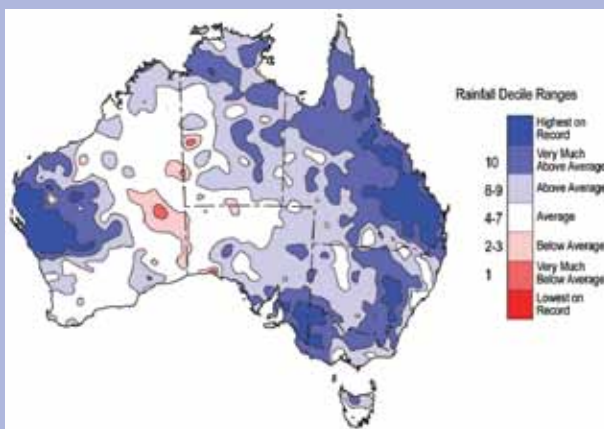 Rainfall Decile Ranges
Highest on
Record
10
Very Much
Above Average
8-9
Above Average
4-7
Average
2-3
Below Average
1
Very Much
Below Average
Lowest on
Record